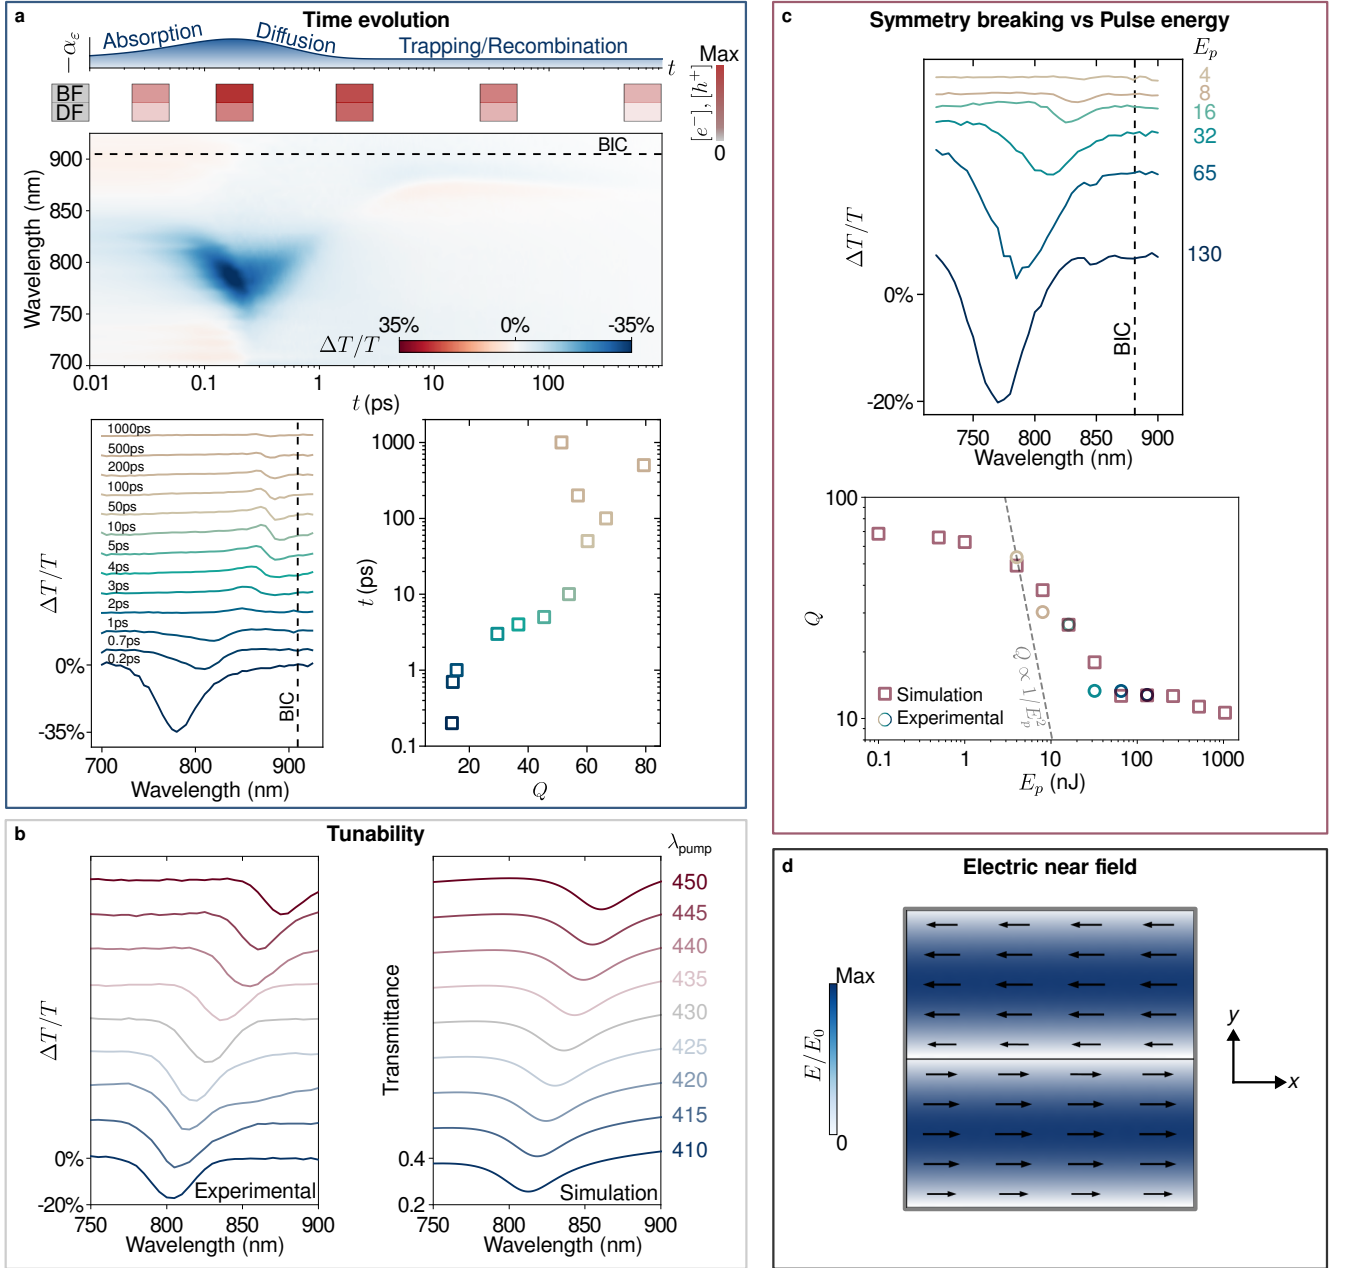 a
Time evolution
−α_ε
Absorption
Diffusion
Trapping/Recombination
t
Max
BF
DF
[e⁻],[h⁺]
0
BIC
Wavelength (nm)
900
850
800
750
700
35%
0%
-35%
ΔT/T
0.01
0.1
1
10
100
t (ps)
1000ps
500ps
200ps
100ps
50ps
10ps
5ps
4ps
3ps
2ps
1ps
0.7ps
0.2ps
ΔT/T
0%
-35%
BIC
700
800
900
Wavelength (nm)
1000
100
10
1
0.1
t (ps)
20
40
60
80
Q
b
Tunability
λpump
450
445
440
435
430
425
420
415
410
ΔT/T
0%
-20%
Experimental
750
800
850
900
Wavelength (nm)
Transmittance
0.4
0.2
Simulation
750
800
850
900
Wavelength (nm)
c
Symmetry breaking vs Pulse energy
E_p
4
8
16
32
65
130
ΔT/T
0%
-20%
BIC
750
800
850
900
Wavelength (nm)
100
10
Q
Q ∝ 1/E_p²
Simulation
Experimental
0.1
1
10
100
1000
E_p (nJ)
d
Electric near field
Max
E/E₀
0
y
x